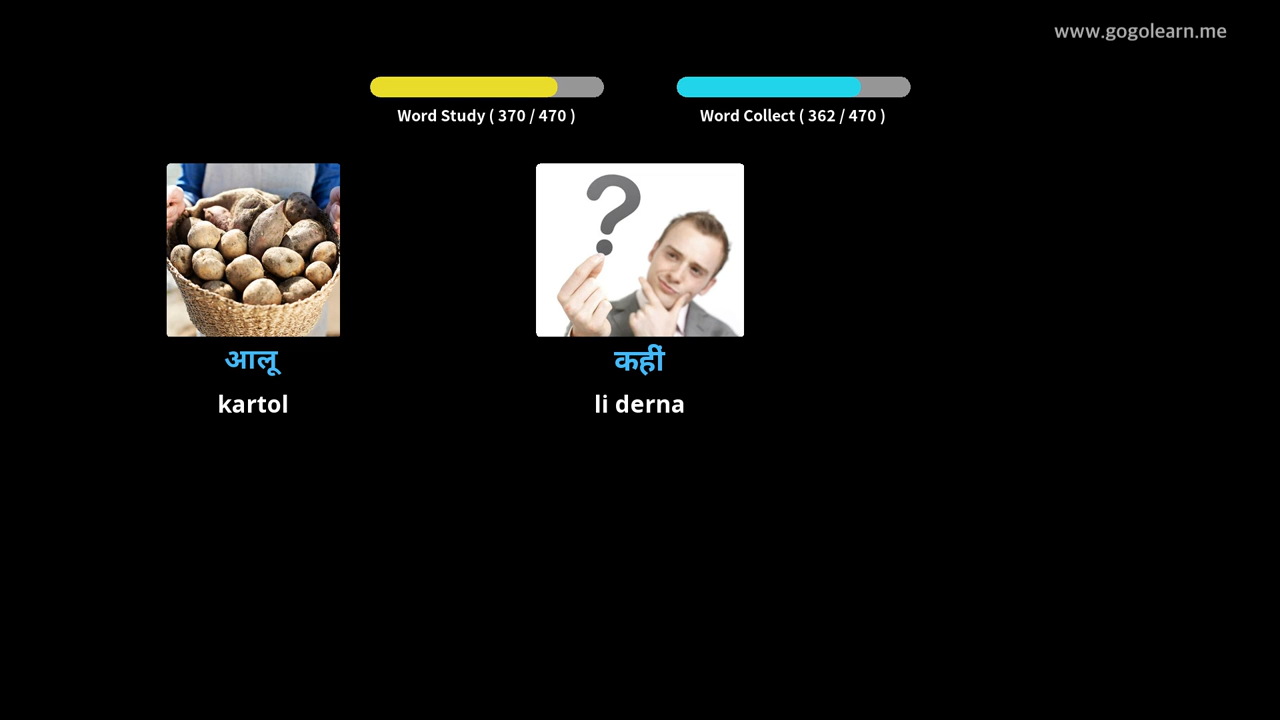 www.gogolearn.me
Word Study ( 370 / 470 )
Word Collect ( 362 / 470 )
आलू
kartol
कहीं
li derna